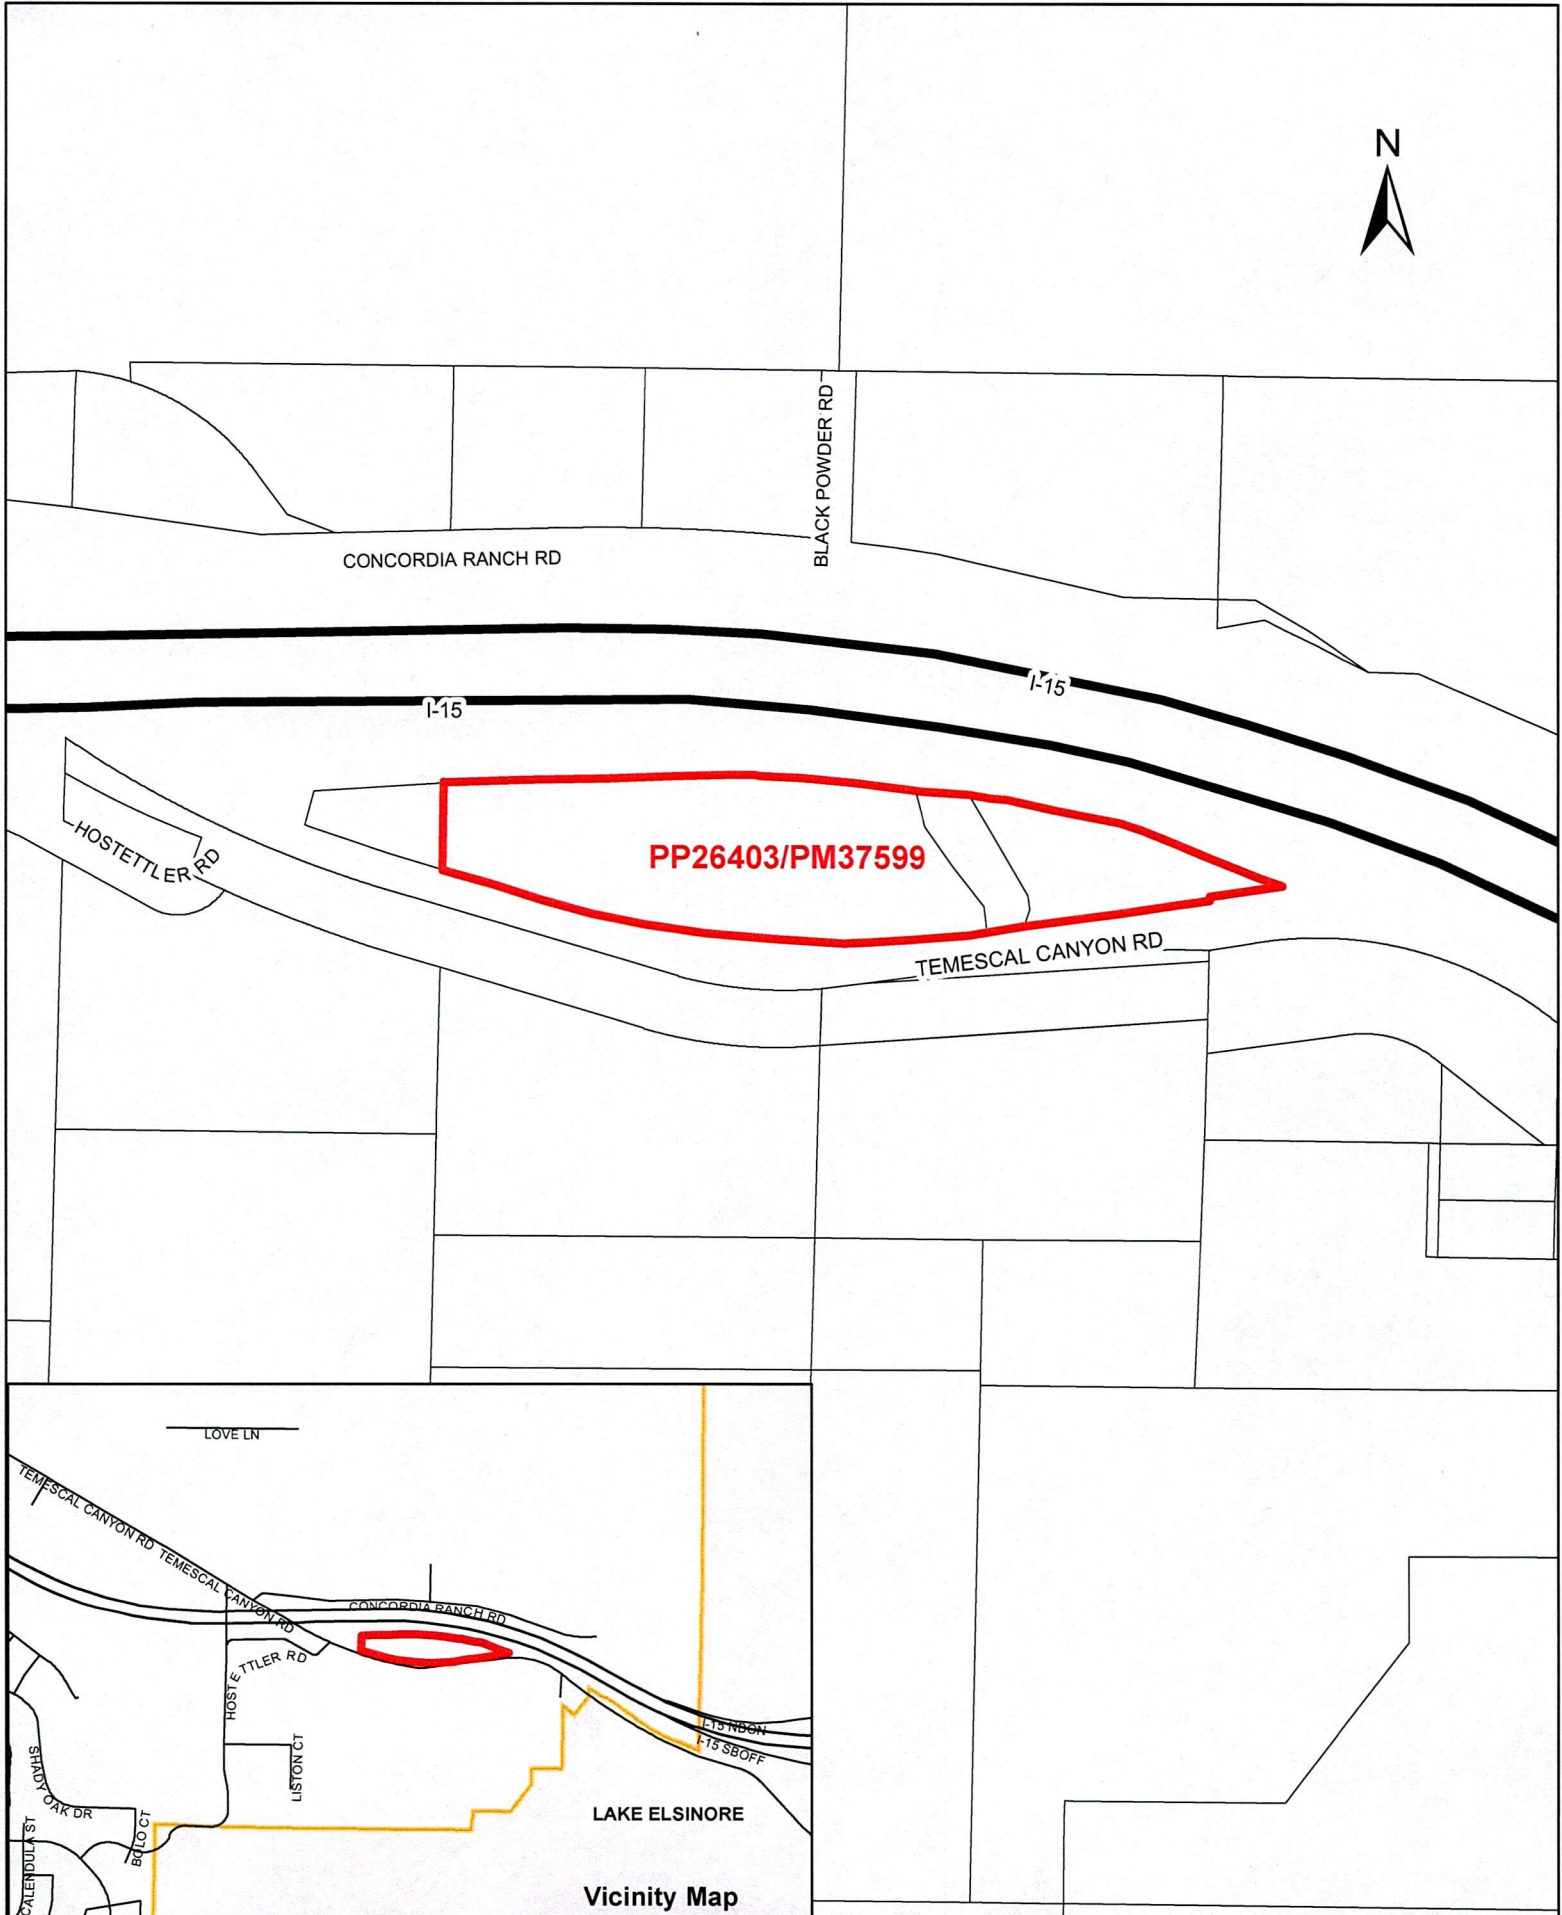 N
BLACK POWDER RD
CONCORDIA RANCH RD
I-15
I-15
HOSTETTLER RD
PP26403/PM37599
TEMESCAL CANYON RD
LOVE LN
TEMESCAL CANYON RD
TEMESCAL CANYON RD
CONCORDIA RANCH RD
HOSTETTLER RD
I-15 NBON
I-15 SBOFF
LISTON CT
SHADY OAK DR
BOLO CT
CALENDULA ST
LAKE ELSINORE
Vicinity Map